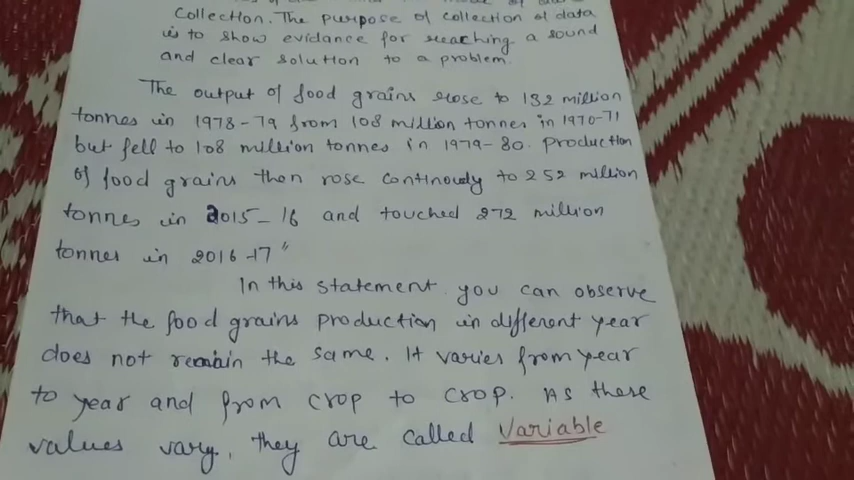 Collection. The purpose of collection of data
is to show evidance for reaching a sound
and clear solution to a problem.
The output of food grains rose to 132 million
tonnes in 1978-79 from 108 million tonnes in 1970-71
but fell to 108 million tonnes in 1979-80. Production
of food grains then rose continously to 252 million
tonnes in 2015-16 and touched 272 million
tonnes in 2016-17"
In this statement you can observe
that the food grains production in different year
does not remain the same. It varies from year
to year and from crop to crop. As these
values vary, they are called Variable